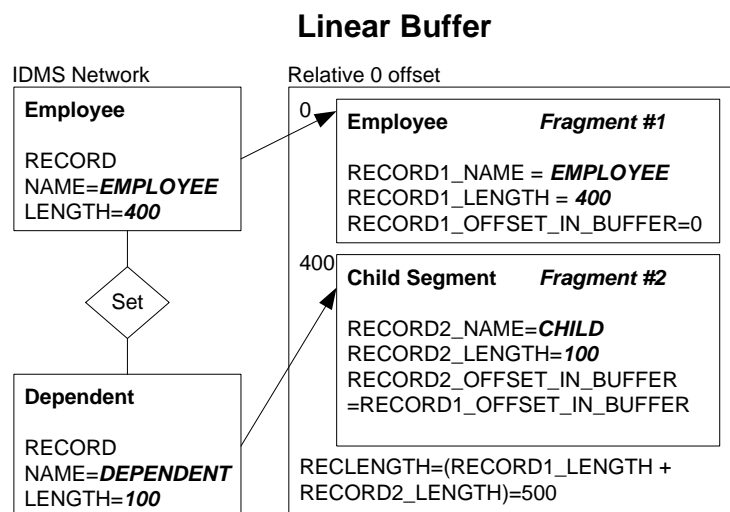 Linear Buffer
IDMS Network
Relative 0 offset
Employee
RECORD
NAME=EMPLOYEE
LENGTH=400
Set
Dependent
RECORD
NAME=DEPENDENT
LENGTH=100
0
Employee Fragment #1
RECORD1_NAME = EMPLOYEE
RECORD1_LENGTH = 400
RECORD1_OFFSET_IN_BUFFER=0
400
Child Segment Fragment #2
RECORD2_NAME=CHILD
RECORD2_LENGTH=100
RECORD2_OFFSET_IN_BUFFER
=RECORD1_OFFSET_IN_BUFFER
RECLENGTH=(RECORD1_LENGTH +
RECORD2_LENGTH)=500